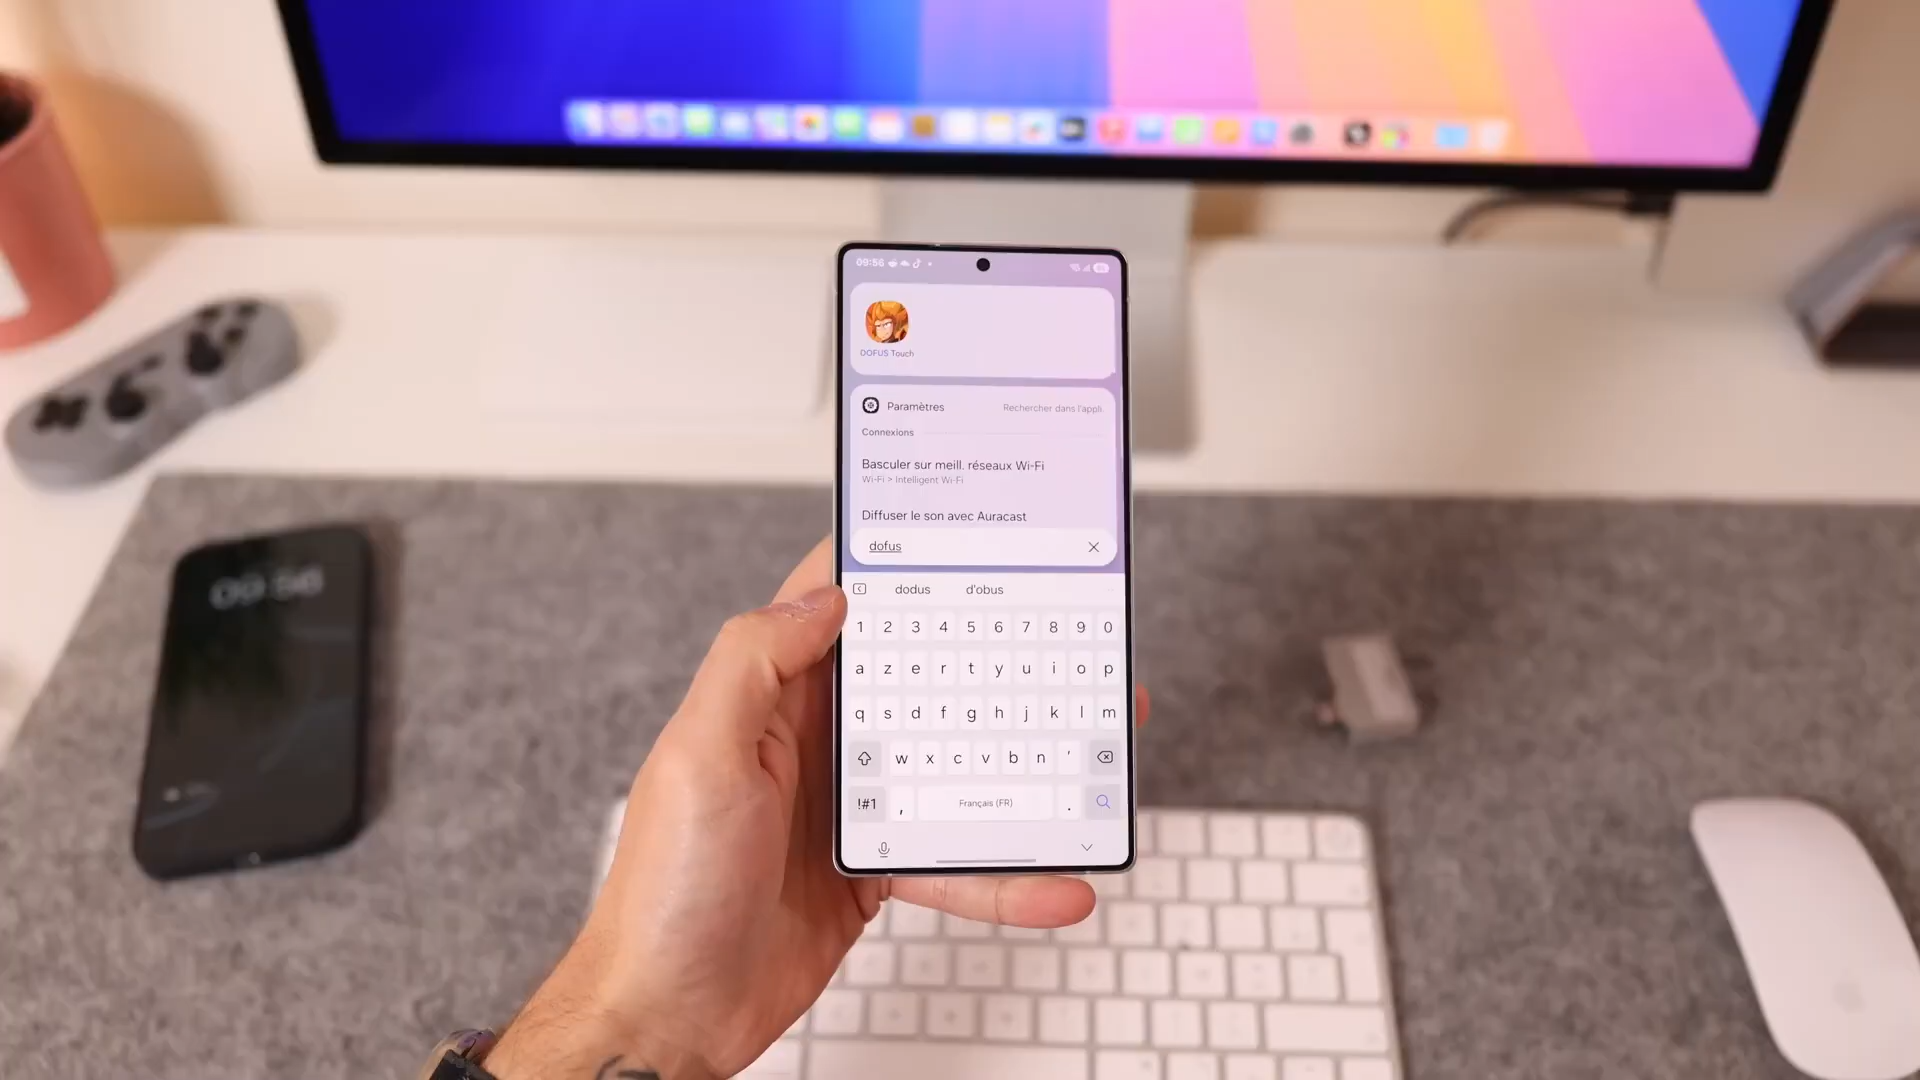 09:56
DOFUS Touch
Paramètres
Rechercher dans l'appli.
Connexions
Basculer sur meill. réseaux Wi-Fi
Wi-Fi > Intelligent Wi-Fi
Diffuser le son avec Auracast
dofus
dodus d'obus
1 2 3 4 5 6 7 8 9 0
a z e r t y u i o p
q s d f g h j k l m
w x c v b n '
!#1 , Français (FR) .
09:56